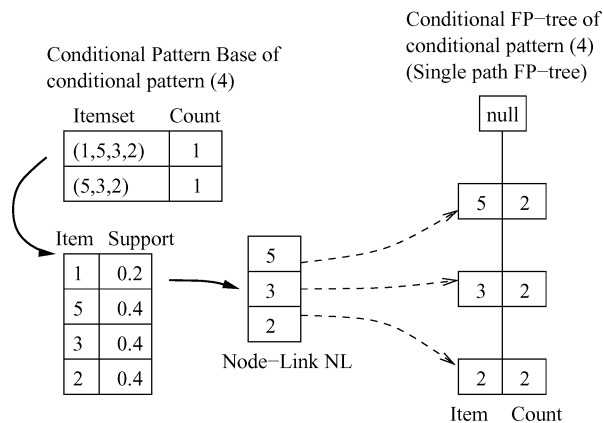 Conditional FP−tree of
conditional pattern (4)
(Single path FP−tree)
Conditional Pattern Base of
conditional pattern (4)
Itemset Count
(1,5,3,2) 1
(5,3,2) 1
null
5 2
Item Support
1 0.2
5 0.4
3 0.4
2 0.4
5
3
2
Node−Link NL
3 2
2 2
Item Count